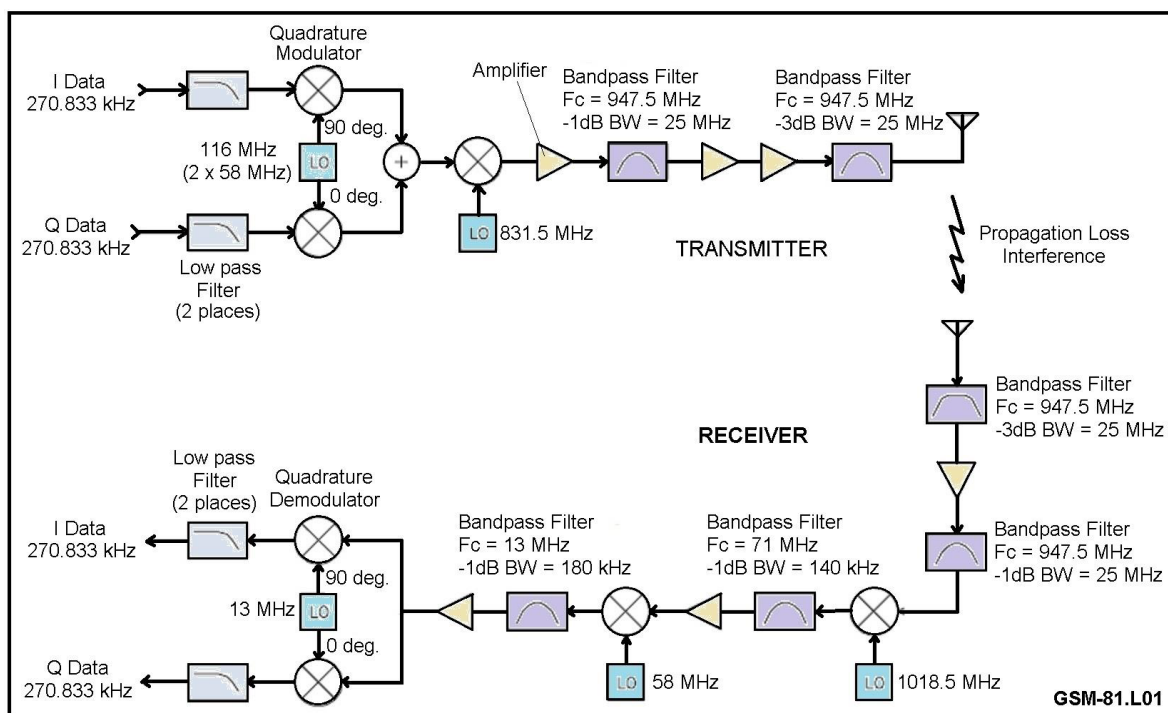 Quadrature
Modulator
I Data
270.833 kHz
90 deg.
116 MHz
(2 x 58 MHz)
LO
0 deg.
Q Data
270.833 kHz
Low pass
Filter
(2 places)
+
LO
831.5 MHz
Amplifier
Bandpass Filter
Fc = 947.5 MHz
-1dB BW = 25 MHz
Bandpass Filter
Fc = 947.5 MHz
-3dB BW = 25 MHz
TRANSMITTER
Propagation Loss
Interference
Bandpass Filter
Fc = 947.5 MHz
-3dB BW = 25 MHz
RECEIVER
Bandpass Filter
Fc = 947.5 MHz
-1dB BW = 25 MHz
LO
1018.5 MHz
Bandpass Filter
Fc = 71 MHz
-1dB BW = 140 kHz
LO
58 MHz
Bandpass Filter
Fc = 13 MHz
-1dB BW = 180 kHz
Quadrature
Demodulator
Low pass
Filter
(2 places)
I Data
270.833 kHz
90 deg.
13 MHz
LO
0 deg.
Q Data
270.833 kHz
GSM-81.L01